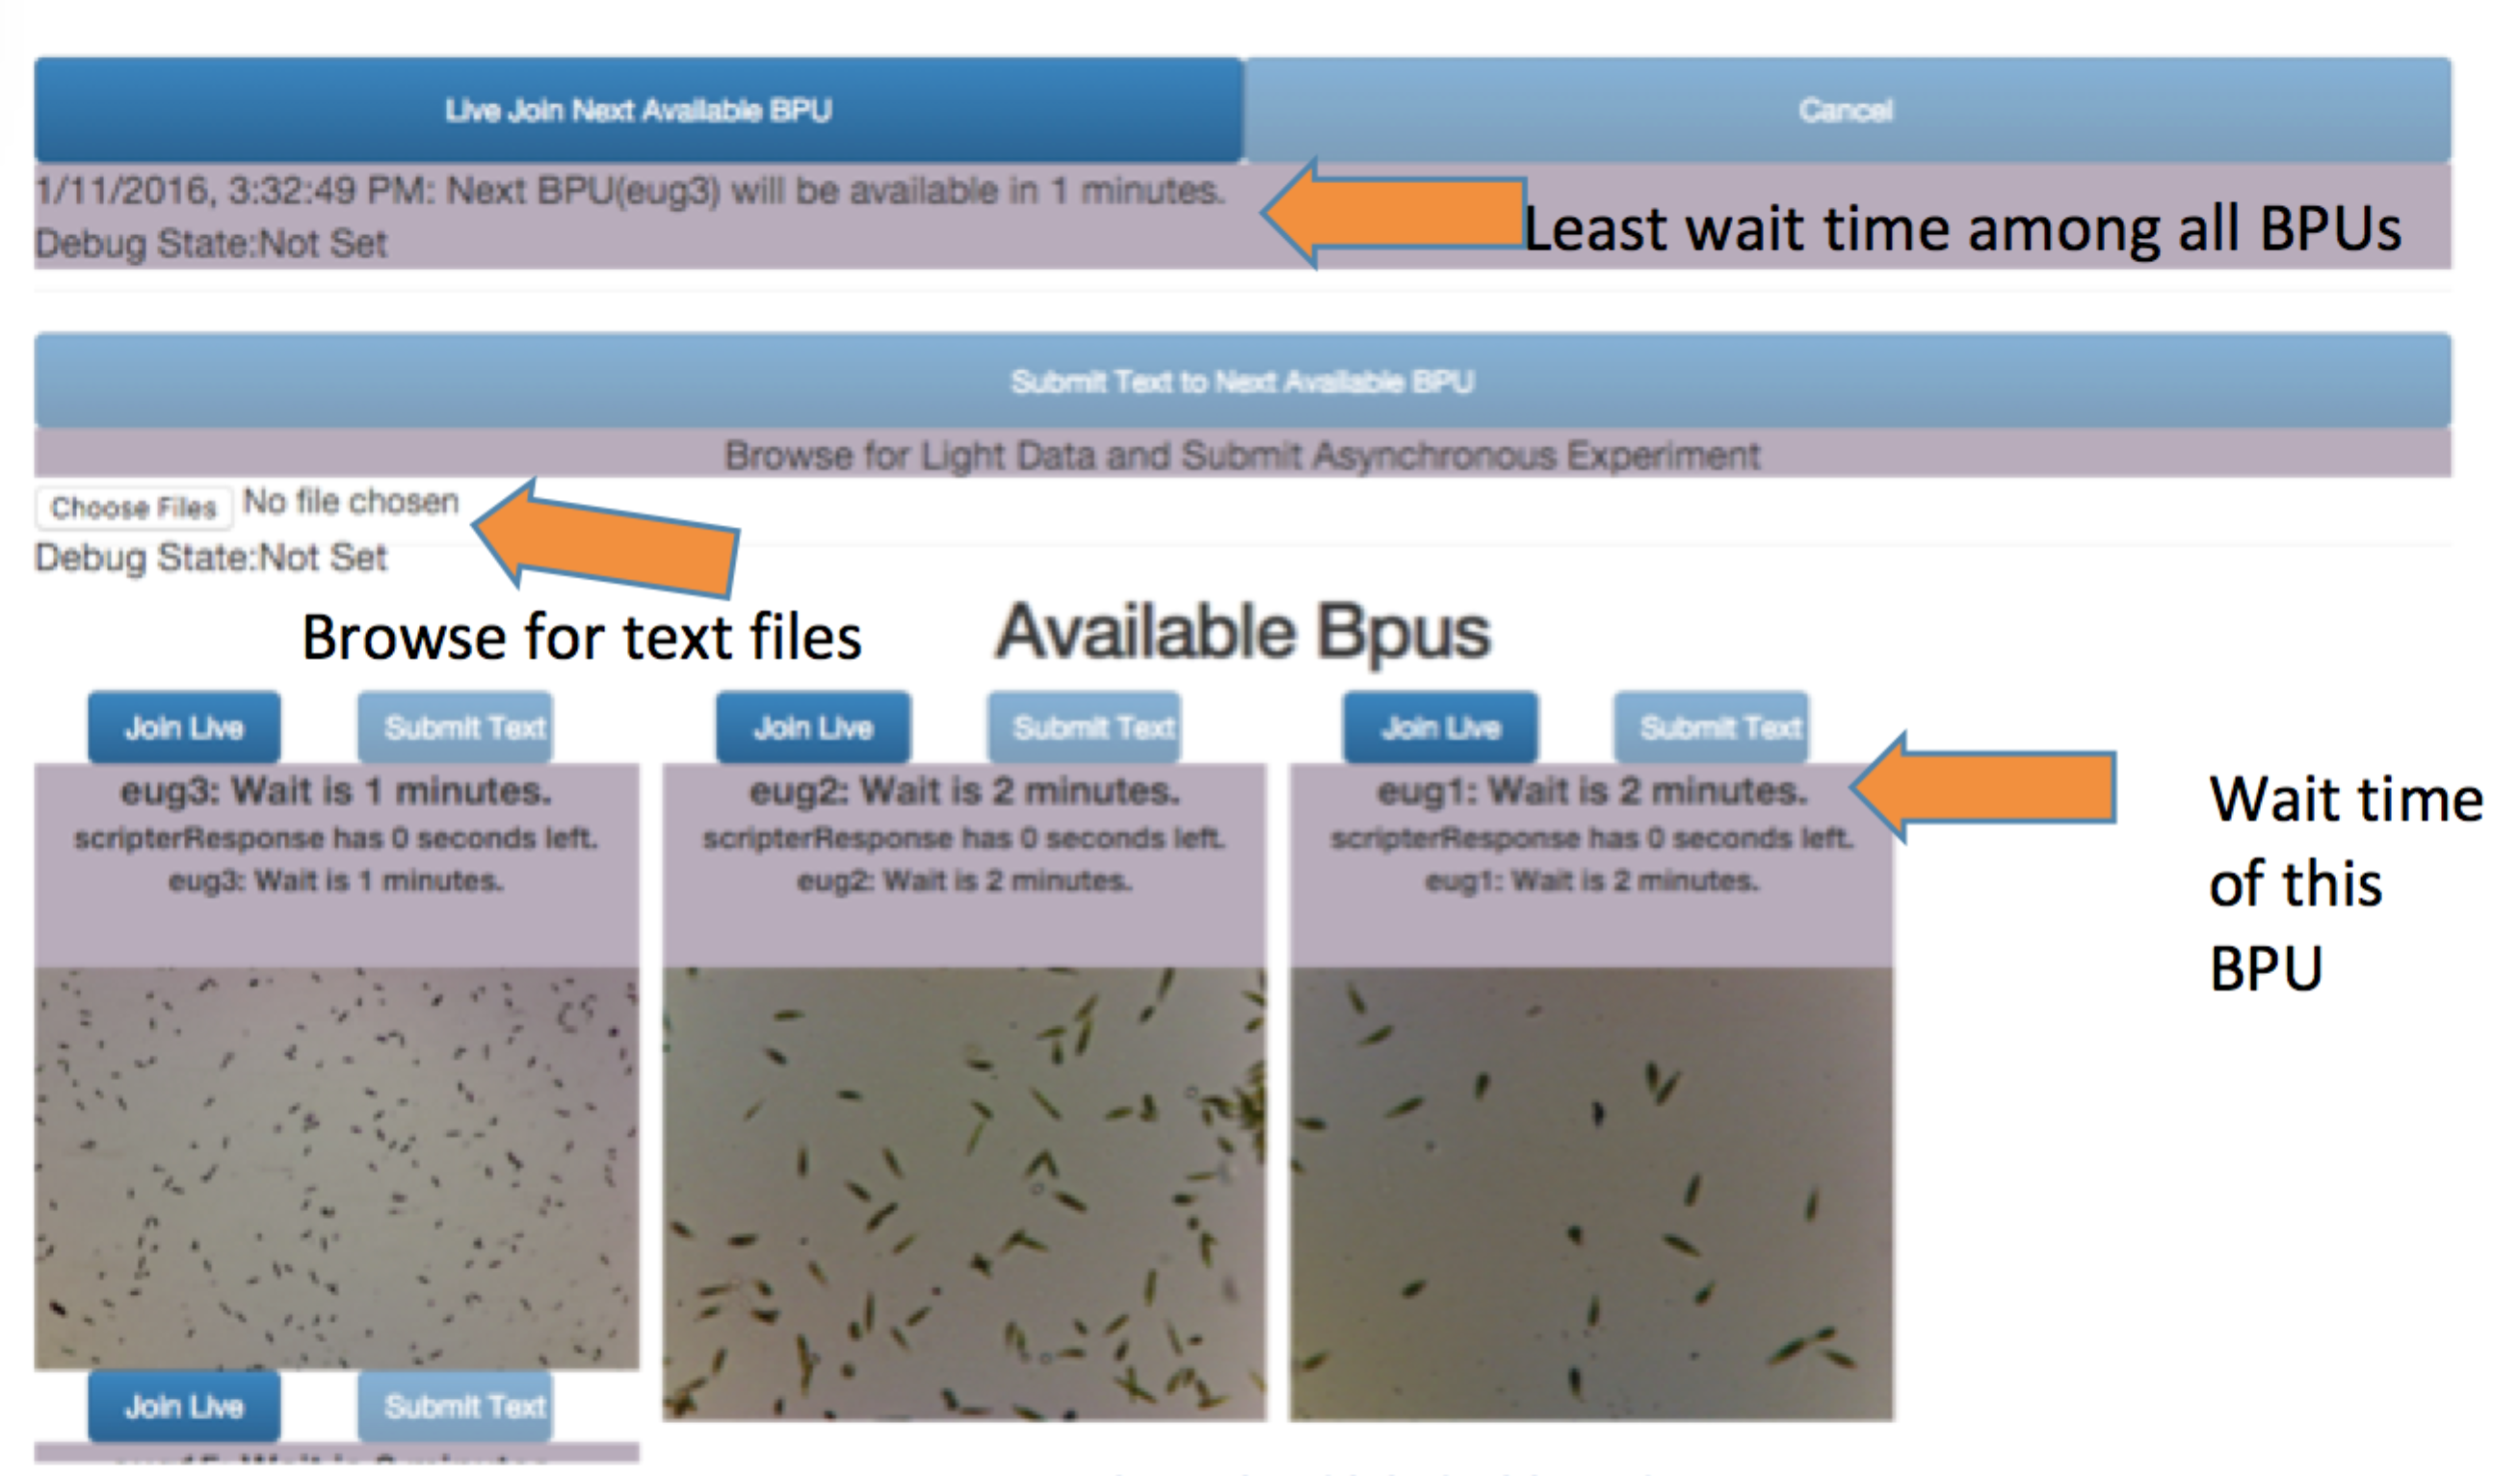 Live Join Next Available BPU
Cancel
1/11/2016, 3:32:49 PM: Next BPU(eug3) will be available in 1 minutes.
Least wait time among all BPUs
Debug State:Not Set
Submit Text to Next Available BPU
Browse for Light Data and Submit Asynchronous Experiment
Choose Files No file chosen
Debug State:Not Set
Browse for text files
Available Bpus
Join Live
Submit Text
eug3: Wait is 1 minutes.
scripterResponse has 0 seconds left.
eug3: Wait is 1 minutes.
Join Live
Submit Text
eug2: Wait is 2 minutes.
scripterResponse has 0 seconds left.
eug2: Wait is 2 minutes.
Join Live
Submit Text
eug1: Wait is 2 minutes.
scripterResponse has 0 seconds left.
eug1: Wait is 2 minutes.
Wait time
of this
BPU
Join Live
Submit Text